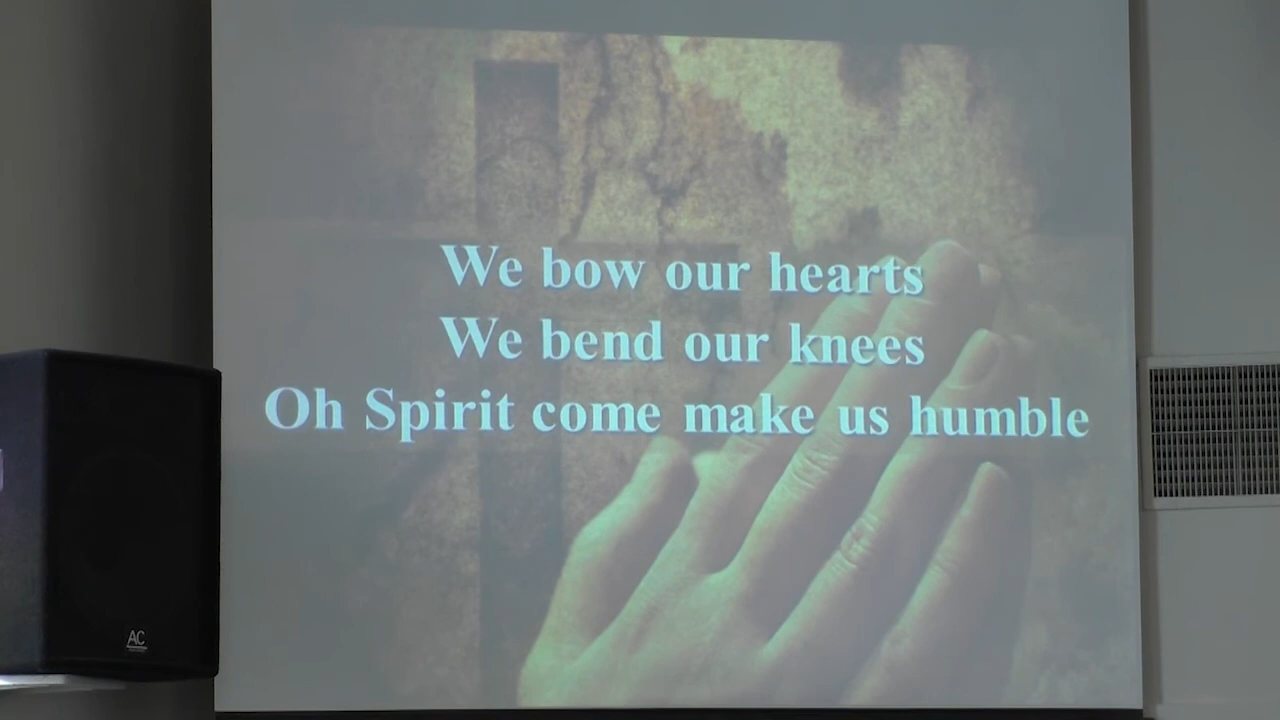 We bow our hearts
We bend our knees
Oh Spirit come make us humble
AC